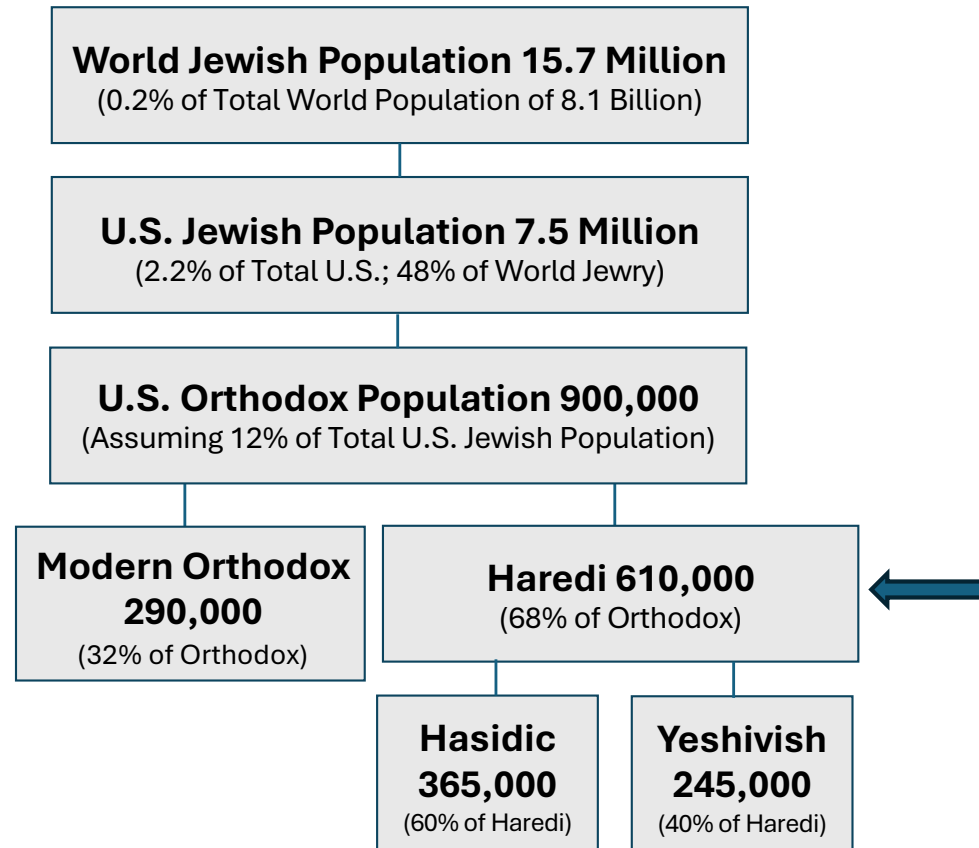 World Jewish Population 15.7 Million
(0.2% of Total World Population of 8.1 Billion)
U.S. Jewish Population 7.5 Million
(2.2% of Total U.S.; 48% of World Jewry)
U.S. Orthodox Population 900,000
(Assuming 12% of Total U.S. Jewish Population)
Modern Orthodox
290,000
(32% of Orthodox)
Haredi 610,000
(68% of Orthodox)
Hasidic
365,000
(60% of Haredi)
Yeshivish
245,000
(40% of Haredi)